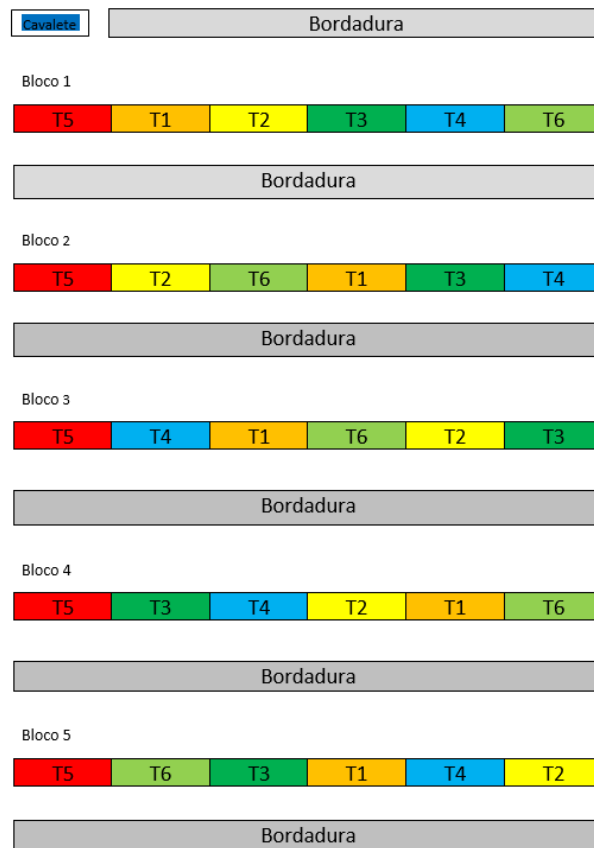 Cavalete Bordadura
Bloco 1
T5 T1 T2 T3 T4 T6
Bordadura
Bloco 2
T5 T2 T6 T1 T3 T4
Bordadura
Bloco 3
T5 T4 T1 T6 T2 T3
Bordadura
Bloco 4
T5 T3 T4 T2 T1 T6
Bordadura
Bloco 5
T5 T6 T3 T1 T4 T2
Bordadura